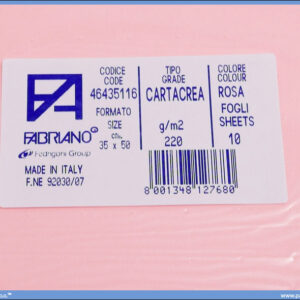 CODICE
CODE
46435116
TIPO
GRADE
CARTACREA
COLORE
COLOUR
ROSA
FORMATO
SIZE
cm.
35 x 50
g/m2
220
FOGLI
SHEETS
10
FABRIANO
Fedrigoni Group
MADE IN ITALY
F.NE 92030/07
8 001348 127680